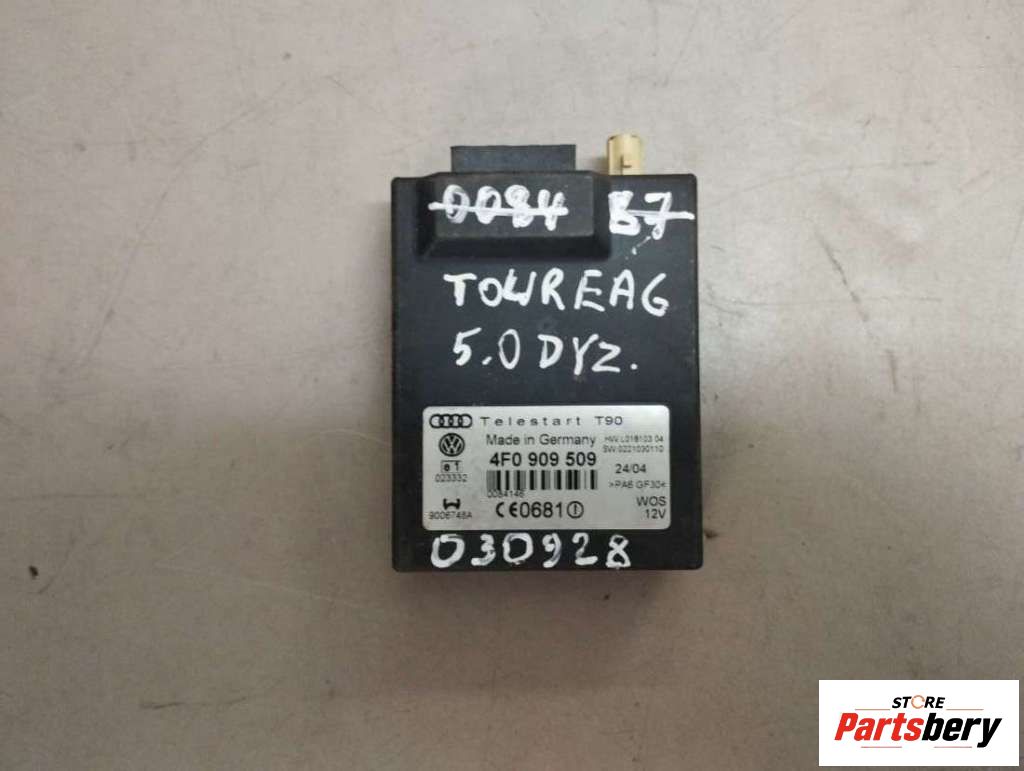 0084 B7
TOUREAG
5.0 DYZ.
Telestart T90
Made in Germany
HW.L018103 04
SW:0221030110
4F0 909 509
e1
023332
24/04
>PA6 GF30<
0084146
9006748A
CE0681
WOS
12V
030928
STORE
Partsbery